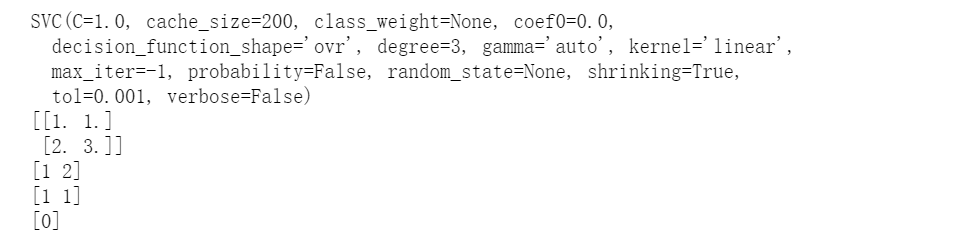 SVC(C=1.0, cache_size=200, class_weight=None, coef0=0.0,
  decision_function_shape='ovr', degree=3, gamma='auto', kernel='linear',
  max_iter=-1, probability=False, random_state=None, shrinking=True,
  tol=0.001, verbose=False)
[[1. 1.]
 [2. 3.]]
[1 2]
[1 1]
[0]